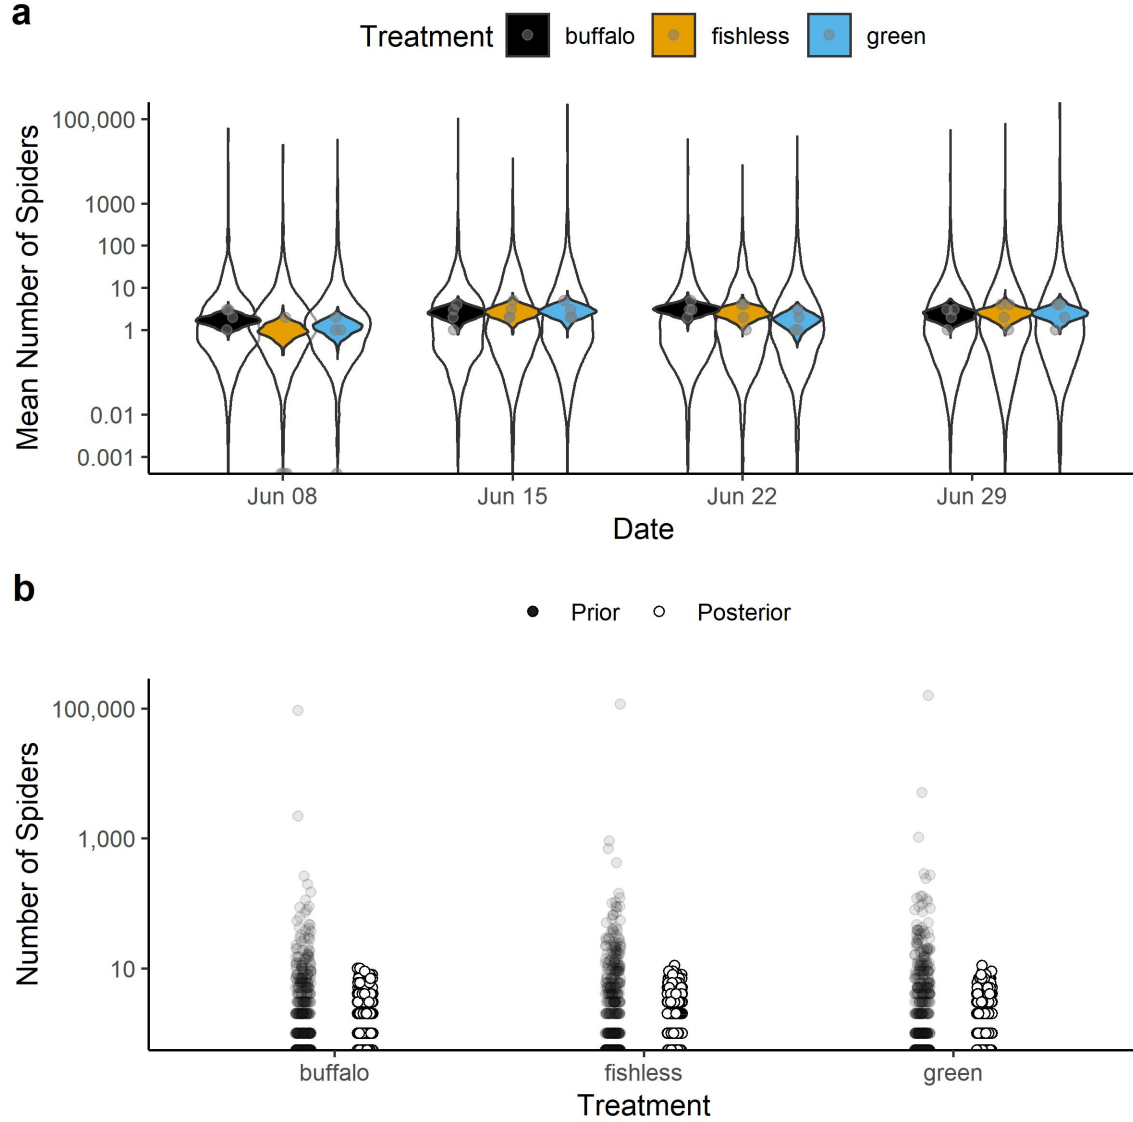 a
Treatment buffalo fishless green
Mean Number of Spiders
100,000
1000
100
10
1
0.01
0.001
Jun 08 Jun 15 Jun 22 Jun 29
Date
b
Prior Posterior
Number of Spiders
100,000
1,000
10
buffalo fishless green
Treatment